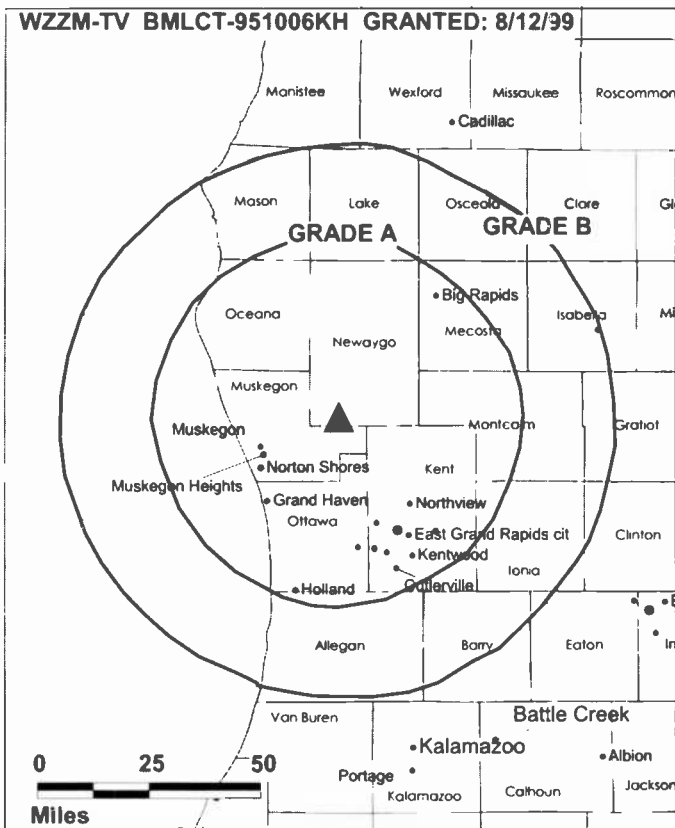 WZZM-TV BMLCT-951006KH GRANTED: 8/12/99
Manistee Wexford Missaukee Roscommon
Cadillac
Mason Lake Osceola Clare
GRADE A GRADE B
Big Rapids
Oceana Mecosta Isabella
Newaygo
Muskegon
Montcalm Gratiot
Muskegon
Kent
Norton Shores
Muskegon Heights
Grand Haven Northview
Ottawa
East Grand Rapids cit Clinton
Kentwood
Ionia
Cutlerville
Holland
Allegan Barry Eaton
Van Buren
Battle Creek
Kalamazoo
Albion
Portage
Kalamazoo Calhoun Jackson
0 25 50
Miles